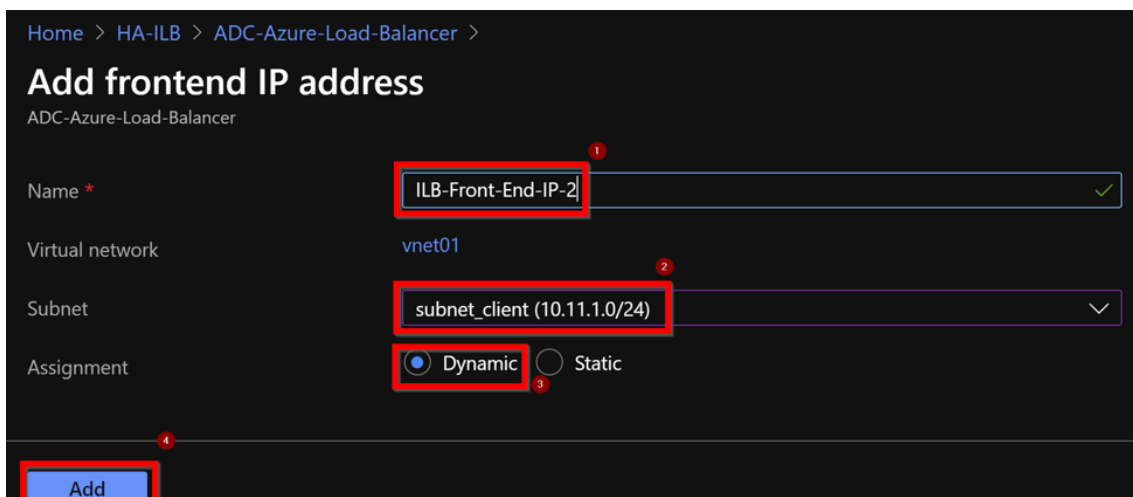 Home > HA-ILB > ADC-Azure-Load-Balancer >
Add frontend IP address
ADC-Azure-Load-Balancer
1
Name * ILB-Front-End-IP-2
Virtual network vnet01
2
Subnet subnet_client (10.11.1.0/24)
Assignment Dynamic Static
3
4
Add